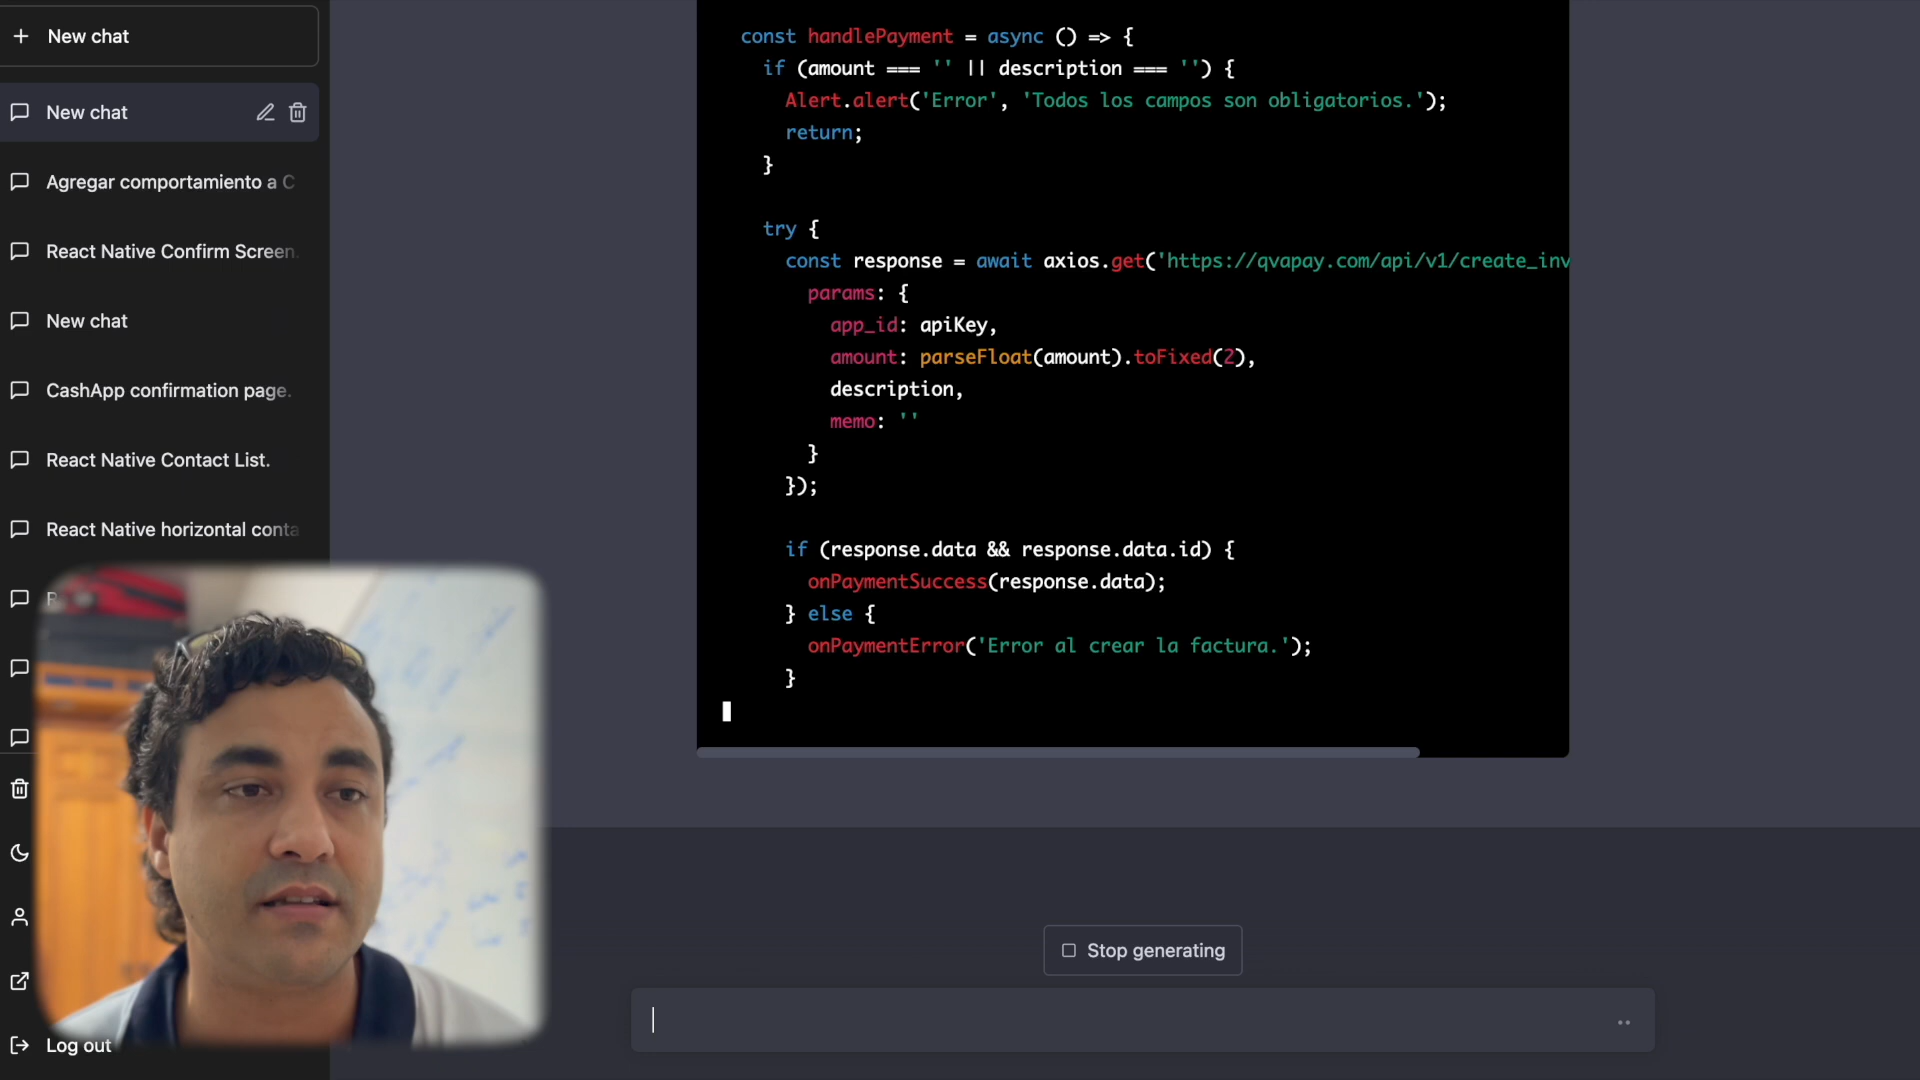 New chat
New chat
Agregar comportamiento a C
React Native Confirm Screen.
New chat
CashApp confirmation page.
React Native Contact List.
React Native horizontal conta
Log out
const handlePayment = async () => {
if (amount === '' || description === '') {
Alert.alert('Error', 'Todos los campos son obligatorios.');
return;
}
try {
const response = await axios.get('https://qvapay.com/api/v1/create_inv
params: {
app_id: apiKey,
amount: parseFloat(amount).toFixed(2),
description,
memo: ''
}
});
if (response.data && response.data.id) {
onPaymentSuccess(response.data);
} else {
onPaymentError('Error al crear la factura.');
}
Stop generating